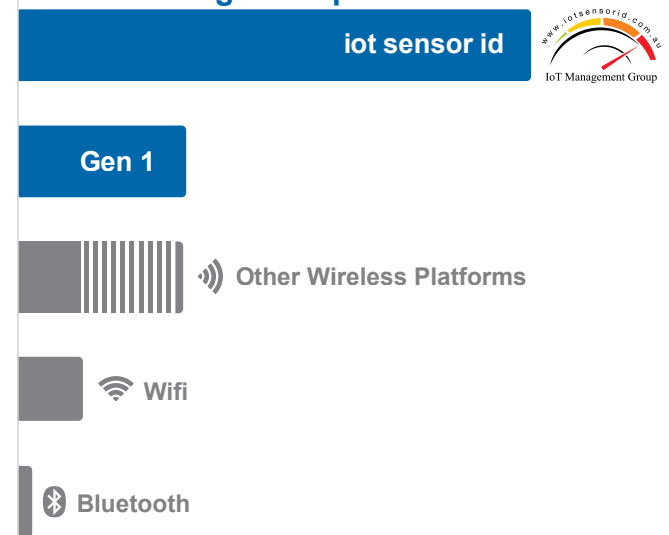 iot sensor id
www.iotsensorid.com.au
IoT Management Group
Gen 1
Other Wireless Platforms
Wifi
Bluetooth